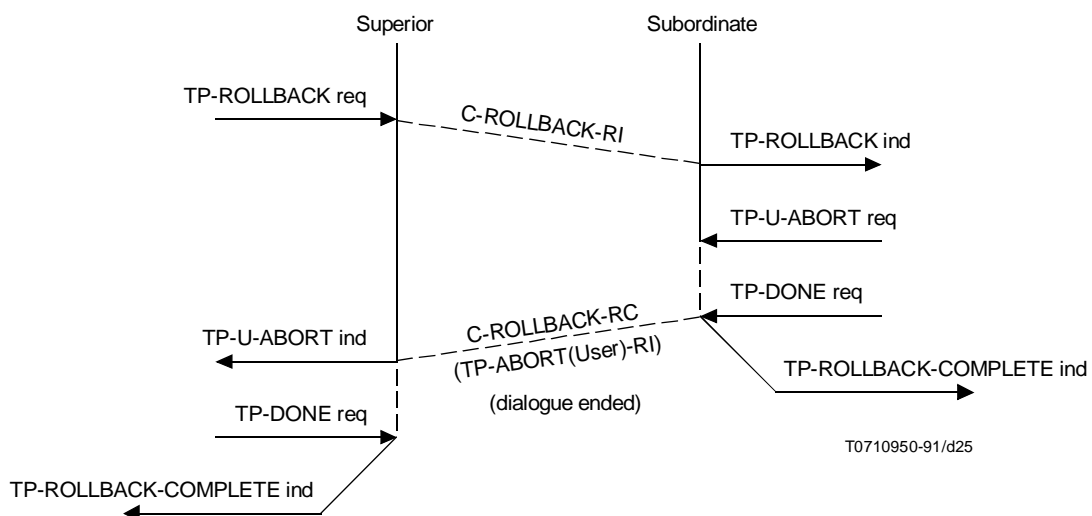 Superior
Subordinate
TP-ROLLBACK req
C-ROLLBACK-RI
TP-ROLLBACK ind
TP-U-ABORT req
TP-DONE req
C-ROLLBACK-RC
TP-U-ABORT ind
(TP-ABORT(User)-RI)
TP-ROLLBACK-COMPLETE ind
(dialogue ended)
TP-DONE req
T0710950-91/d25
TP-ROLLBACK-COMPLETE ind